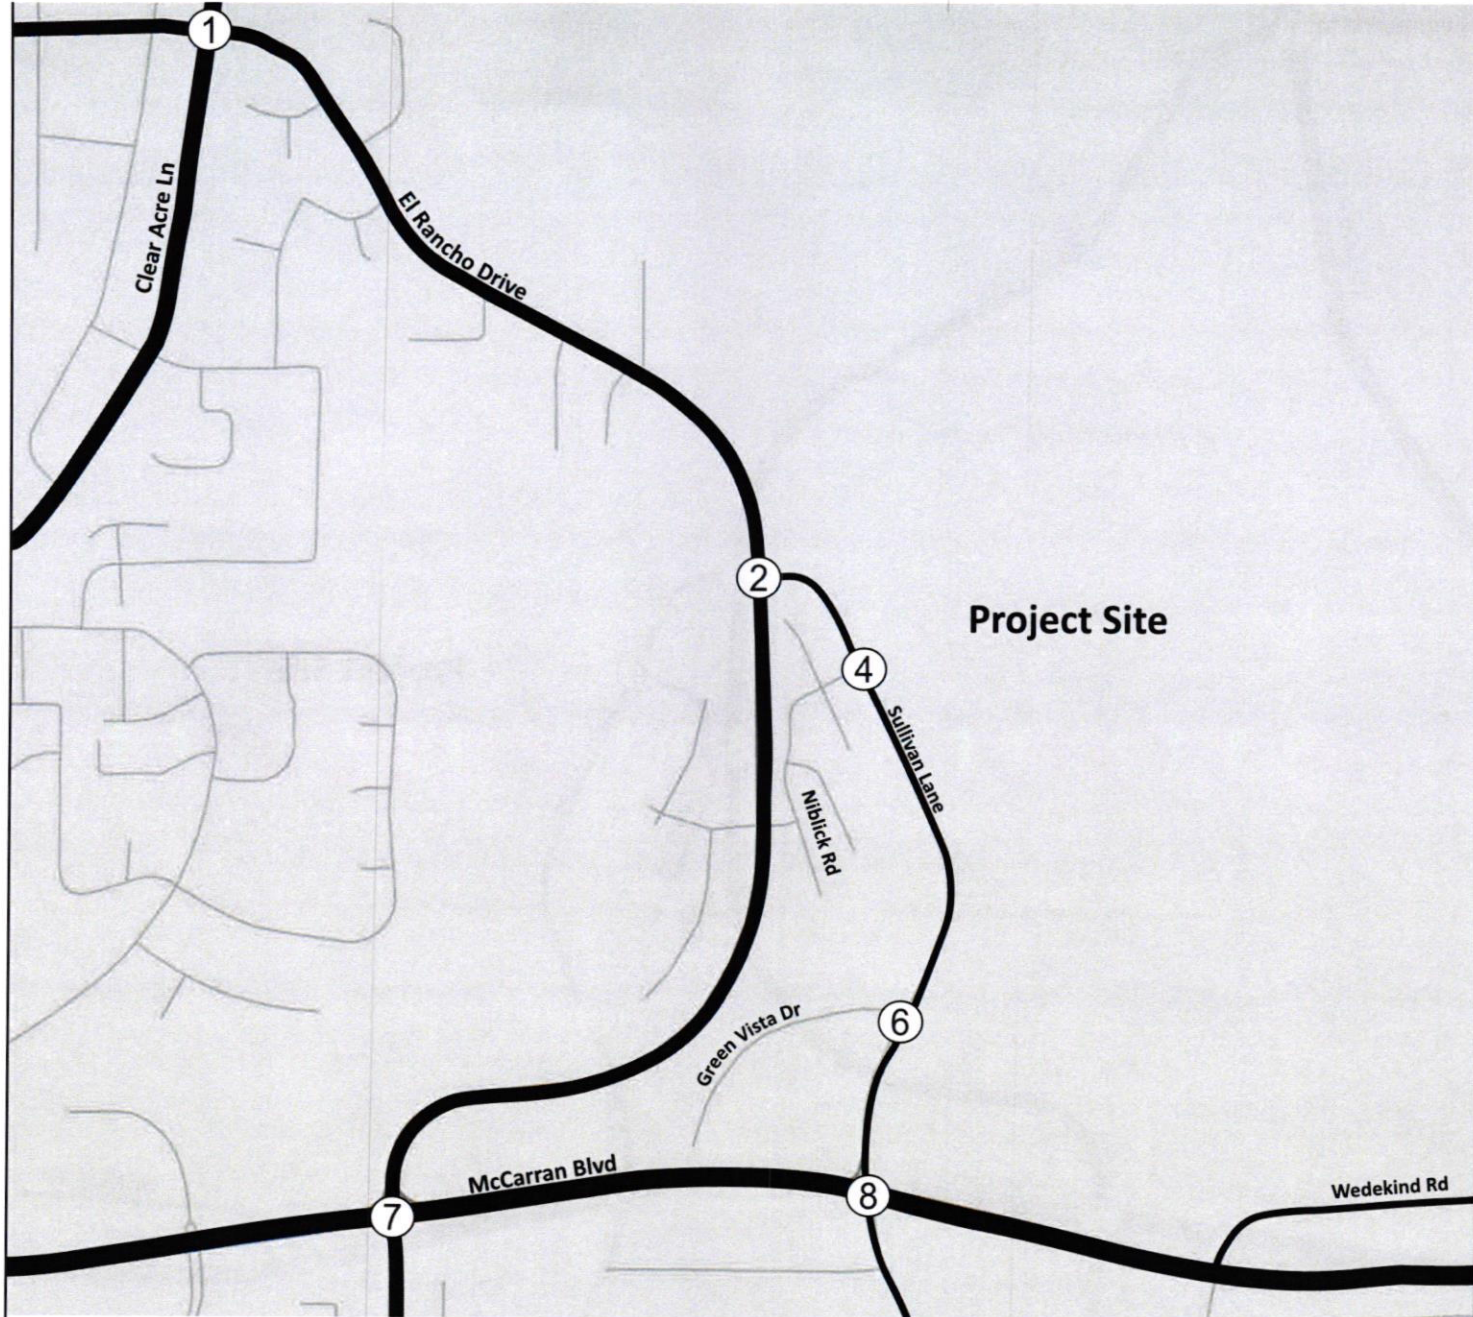 1
Clear Acre Ln
El Rancho Drive
2
Project Site
4
Sullivan Lane
Niblick Rd
6
Green Vista Dr
McCarran Blvd
Wedekind Rd
8
7